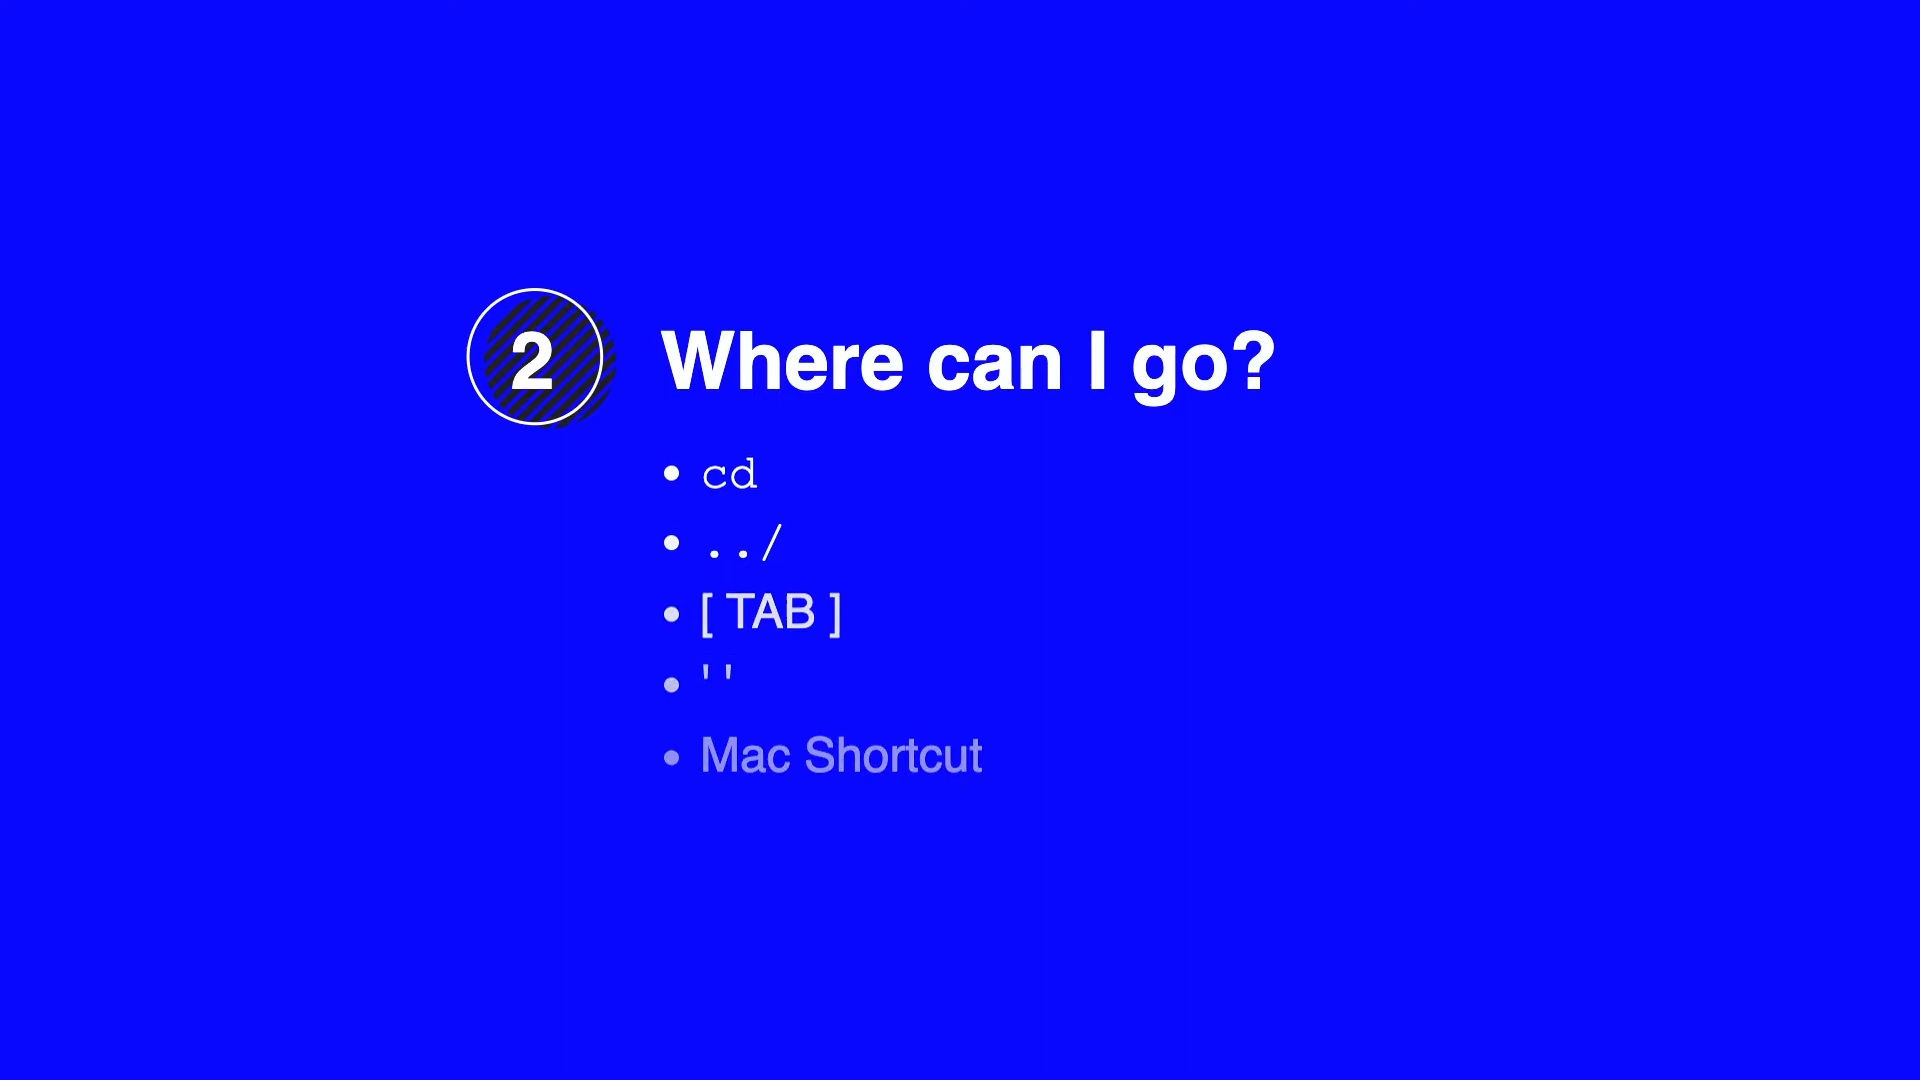 2 Where can I go?
• cd
• ../
• [ TAB ]
• ' '
• Mac Shortcut